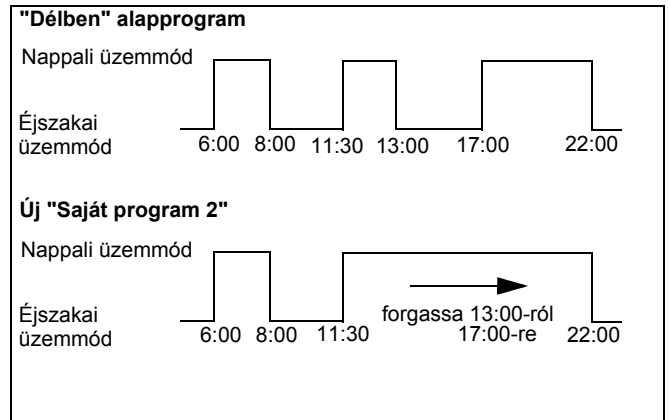 "Délben" alapprogram
Nappali üzemmód
Éjszakai
üzemmód
6:00 8:00 11:30 13:00 17:00 22:00
Új "Saját program 2"
Nappali üzemmód
Éjszakai
üzemmód
forgassa 13:00-ról
17:00-re
6:00 8:00 11:30 22:00